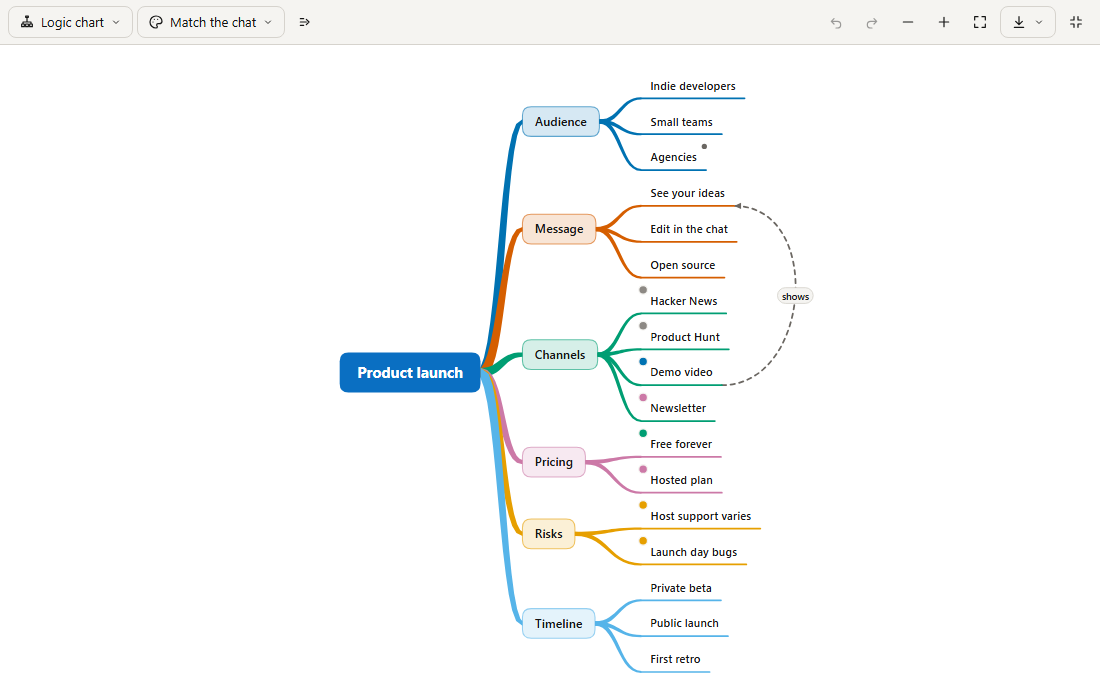 Logic chart
Match the chat
Product launch
Audience
Indie developers
Small teams
Agencies
Message
See your ideas
Edit in the chat
Open source
shows
Channels
Hacker News
Product Hunt
Demo video
Newsletter
Pricing
Free forever
Hosted plan
Risks
Host support varies
Launch day bugs
Timeline
Private beta
Public launch
First retro